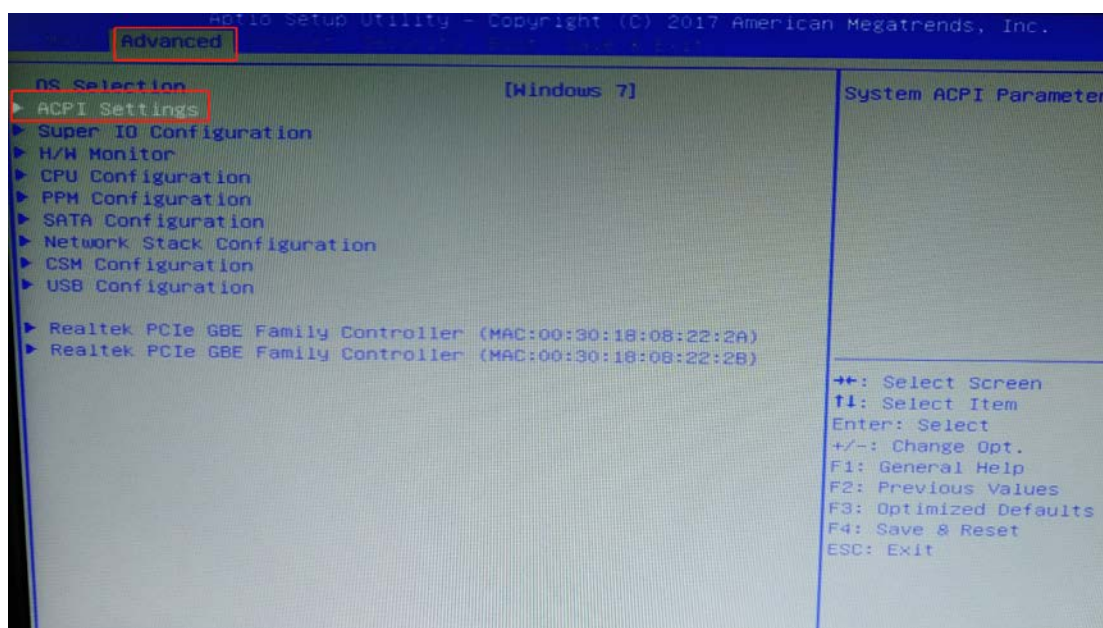 Aptio Setup Utility - Copyright (C) 2017 American Megatrends, Inc.
Advanced
OS Selection [Windows 7]
► ACPI Settings
► Super IO Configuration
► H/W Monitor
► CPU Configuration
► PPM Configuration
► SATA Configuration
► Network Stack Configuration
► CSM Configuration
► USB Configuration
► Realtek PCIe GBE Family Controller (MAC:00:30:18:08:22:2A)
► Realtek PCIe GBE Family Controller (MAC:00:30:18:08:22:2B)
System ACPI Parameter
→←: Select Screen
↑↓: Select Item
Enter: Select
+/-: Change Opt.
F1: General Help
F2: Previous Values
F3: Optimized Defaults
F4: Save & Reset
ESC: Exit